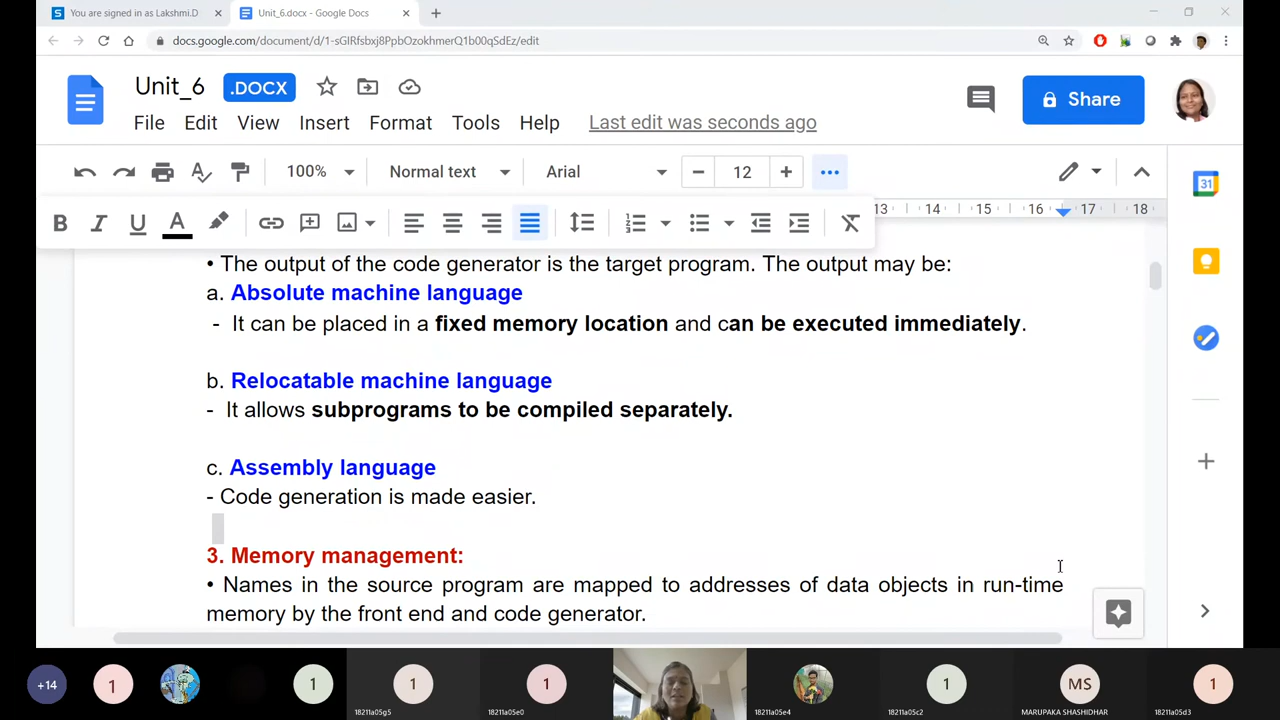 You are signed in as Lakshmi.D
Unit_6.docx - Google Docs
docs.google.com/document/d/1-sGIRfsbxj8PpbOzokhmerQ1b00qSdEz/edit
Unit_6 .DOCX
Share
File Edit View Insert Format Tools Help Last edit was seconds ago
100% Normal text Arial 12
31
13 14 15 16 17 18
• The output of the code generator is the target program. The output may be:
a. Absolute machine language
- It can be placed in a fixed memory location and can be executed immediately.
b. Relocatable machine language
- It allows subprograms to be compiled separately.
c. Assembly language
- Code generation is made easier.
3. Memory management:
• Names in the source program are mapped to addresses of data objects in run-time
memory by the front end and code generator.
+14 1 1 1 1 1 MS 1
18211a05g5 18211a05e0 18211a05e4 18211a05c2 MARUPAKA SHASHIDHAR 18211a05d3